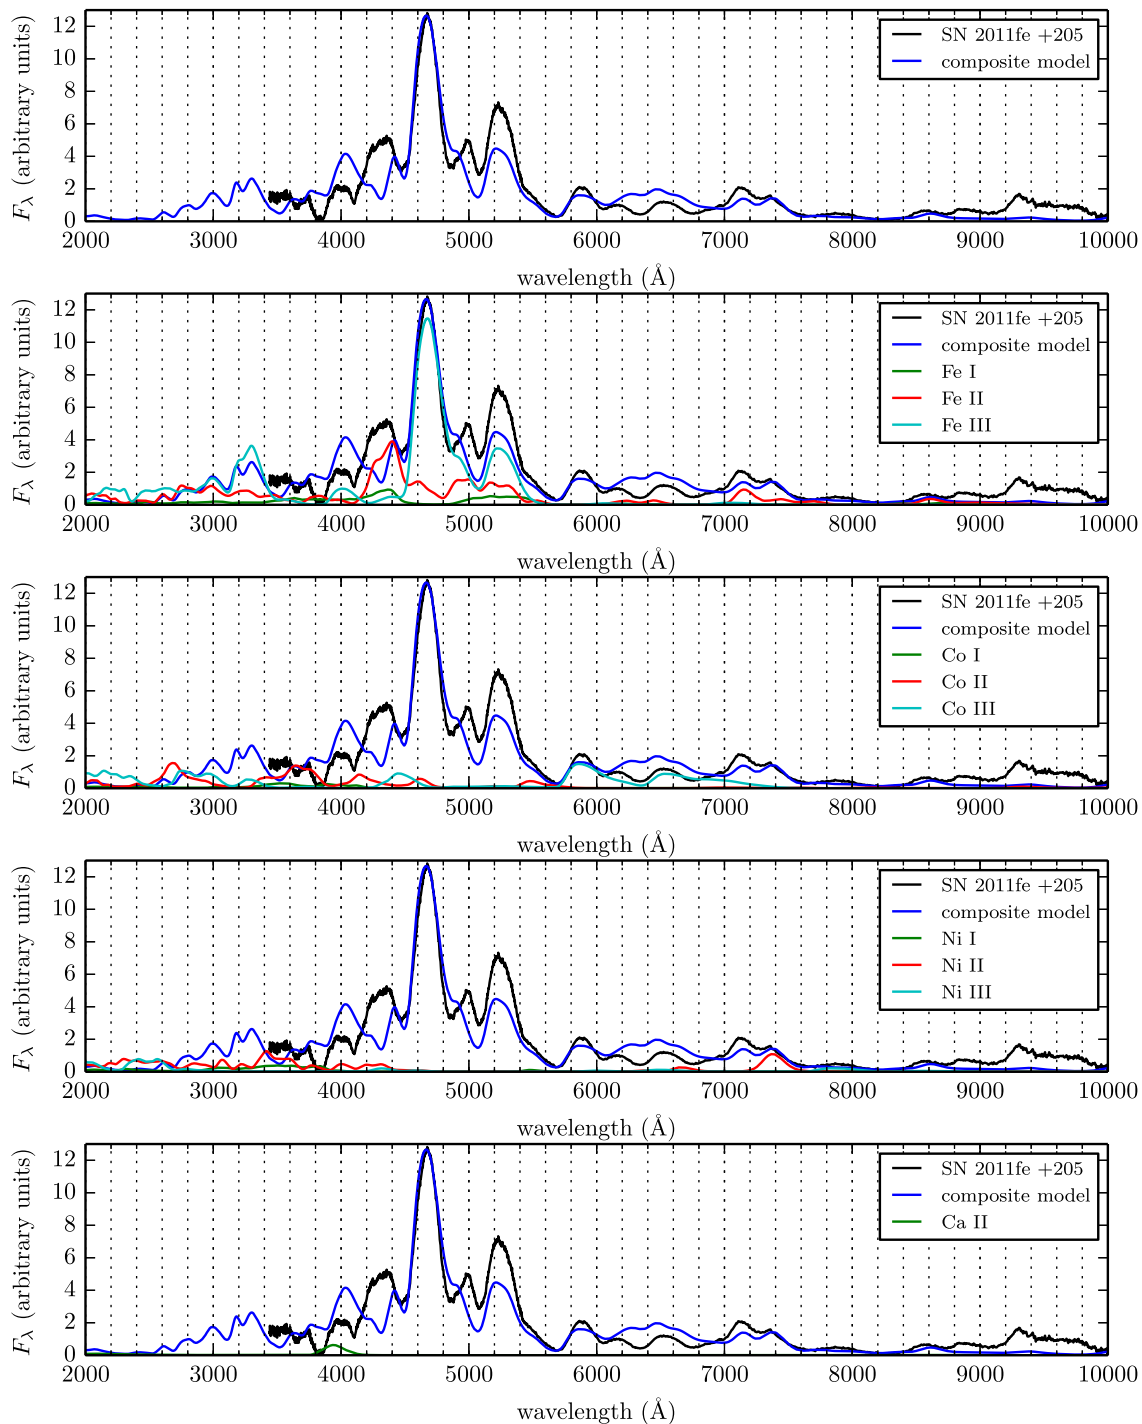 12
10
8
6
4
2
0
F_λ (arbitrary units)
SN 2011fe +205
composite model
2000 3000 4000 5000 6000 7000 8000 9000 10000
wavelength (Å)
12
10
8
6
4
2
0
F_λ (arbitrary units)
SN 2011fe +205
composite model
Fe I
Fe II
Fe III
2000 3000 4000 5000 6000 7000 8000 9000 10000
wavelength (Å)
12
10
8
6
4
2
0
F_λ (arbitrary units)
SN 2011fe +205
composite model
Co I
Co II
Co III
2000 3000 4000 5000 6000 7000 8000 9000 10000
wavelength (Å)
12
10
8
6
4
2
0
F_λ (arbitrary units)
SN 2011fe +205
composite model
Ni I
Ni II
Ni III
2000 3000 4000 5000 6000 7000 8000 9000 10000
wavelength (Å)
12
10
8
6
4
2
0
F_λ (arbitrary units)
SN 2011fe +205
composite model
Ca II
2000 3000 4000 5000 6000 7000 8000 9000 10000
wavelength (Å)